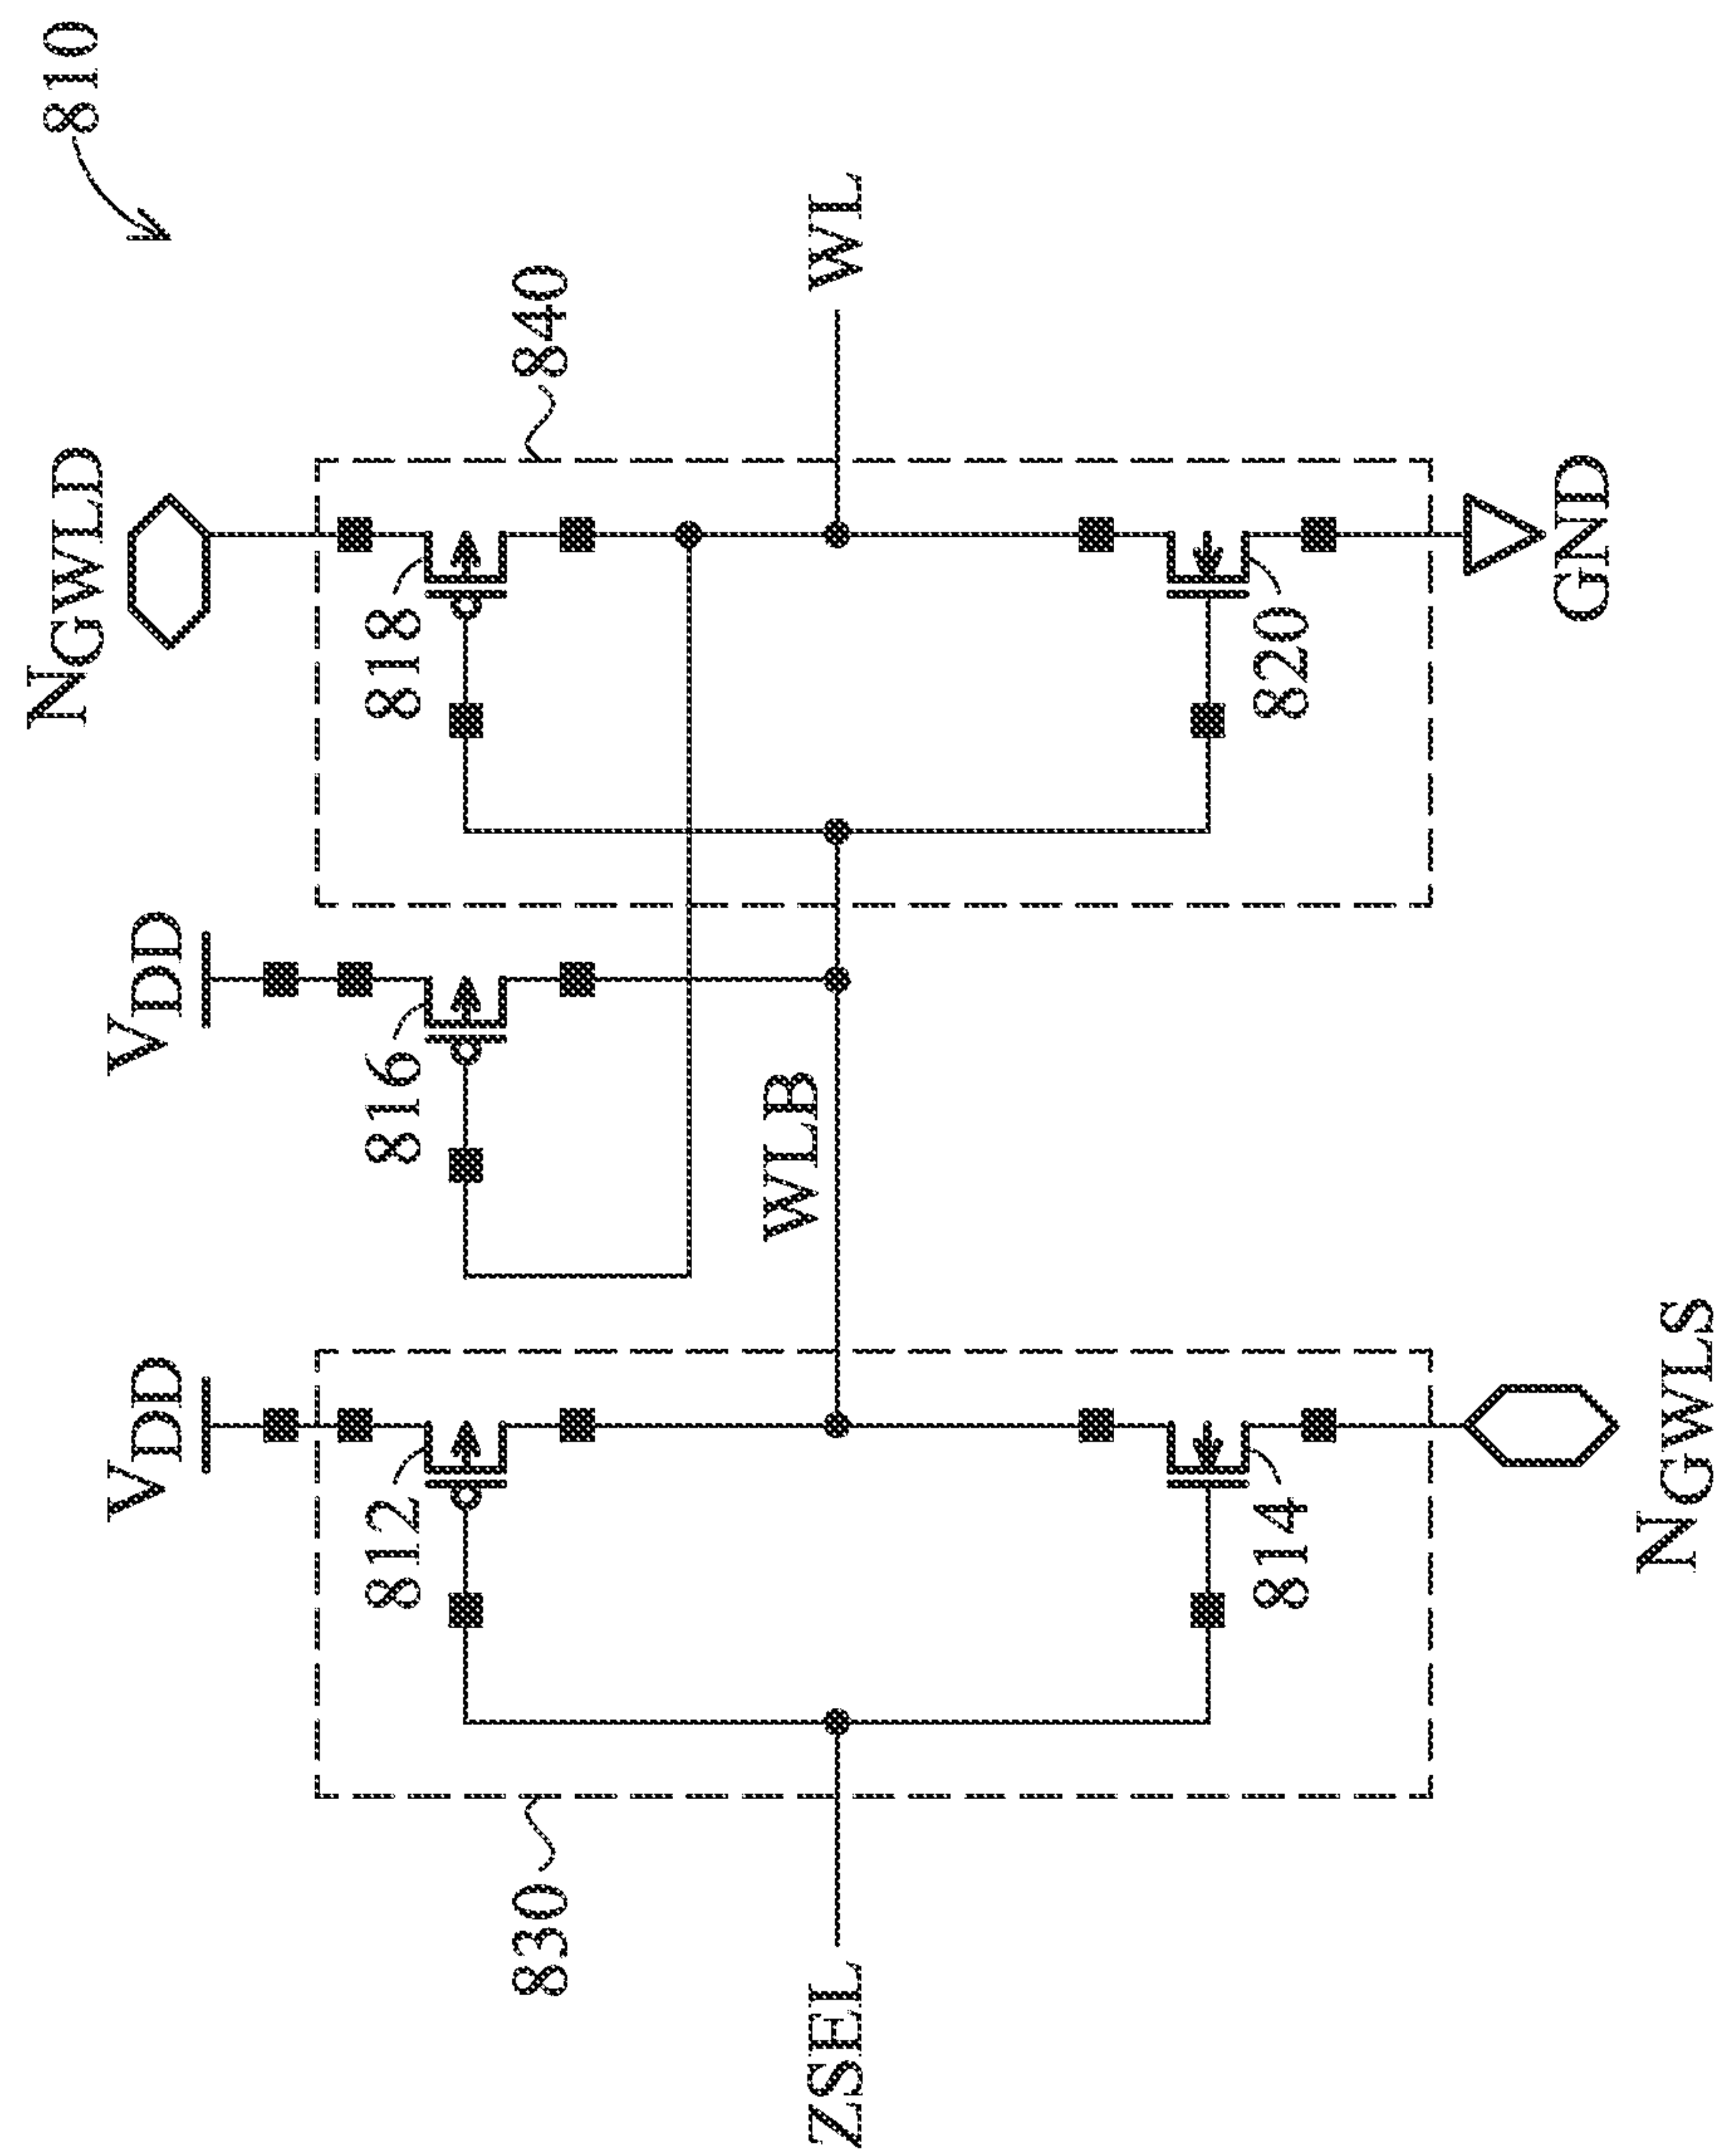 810
NGWLD
VDD
VDD
818
840
816
812
830
WL
WLB
ZSEL
820
814
GND
NGWLS